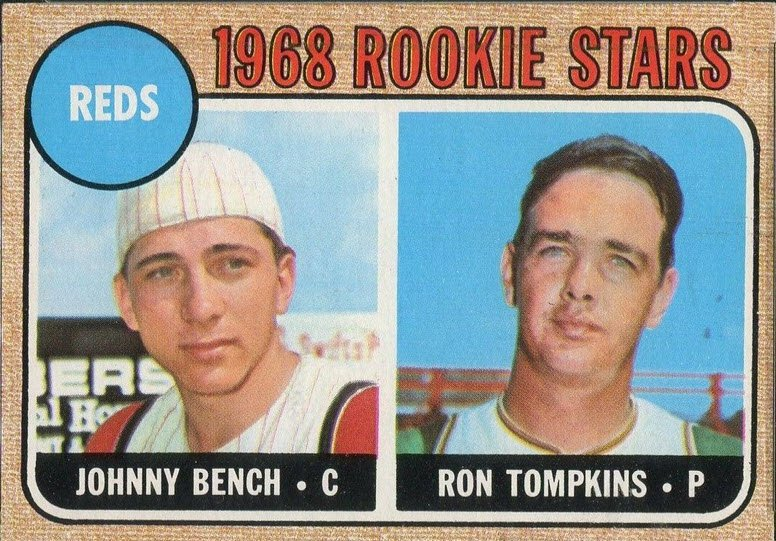 REDS
1968 ROOKIE STARS
JOHNNY BENCH • C
RON TOMPKINS • P